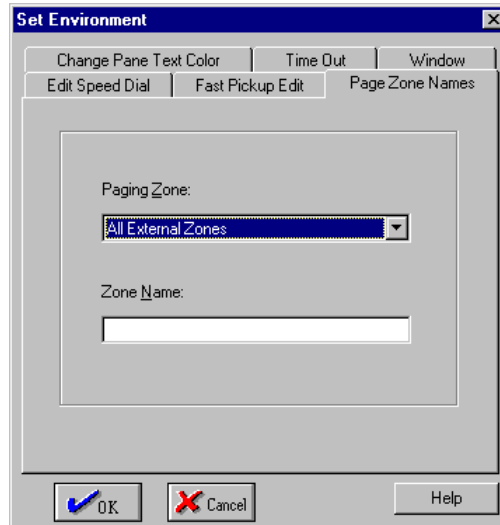 Set Environment
Change Pane Text Color Time Out Window
Edit Speed Dial Fast Pickup Edit Page Zone Names
Paging Zone:
All External Zones
Zone Name:
OK Cancel Help